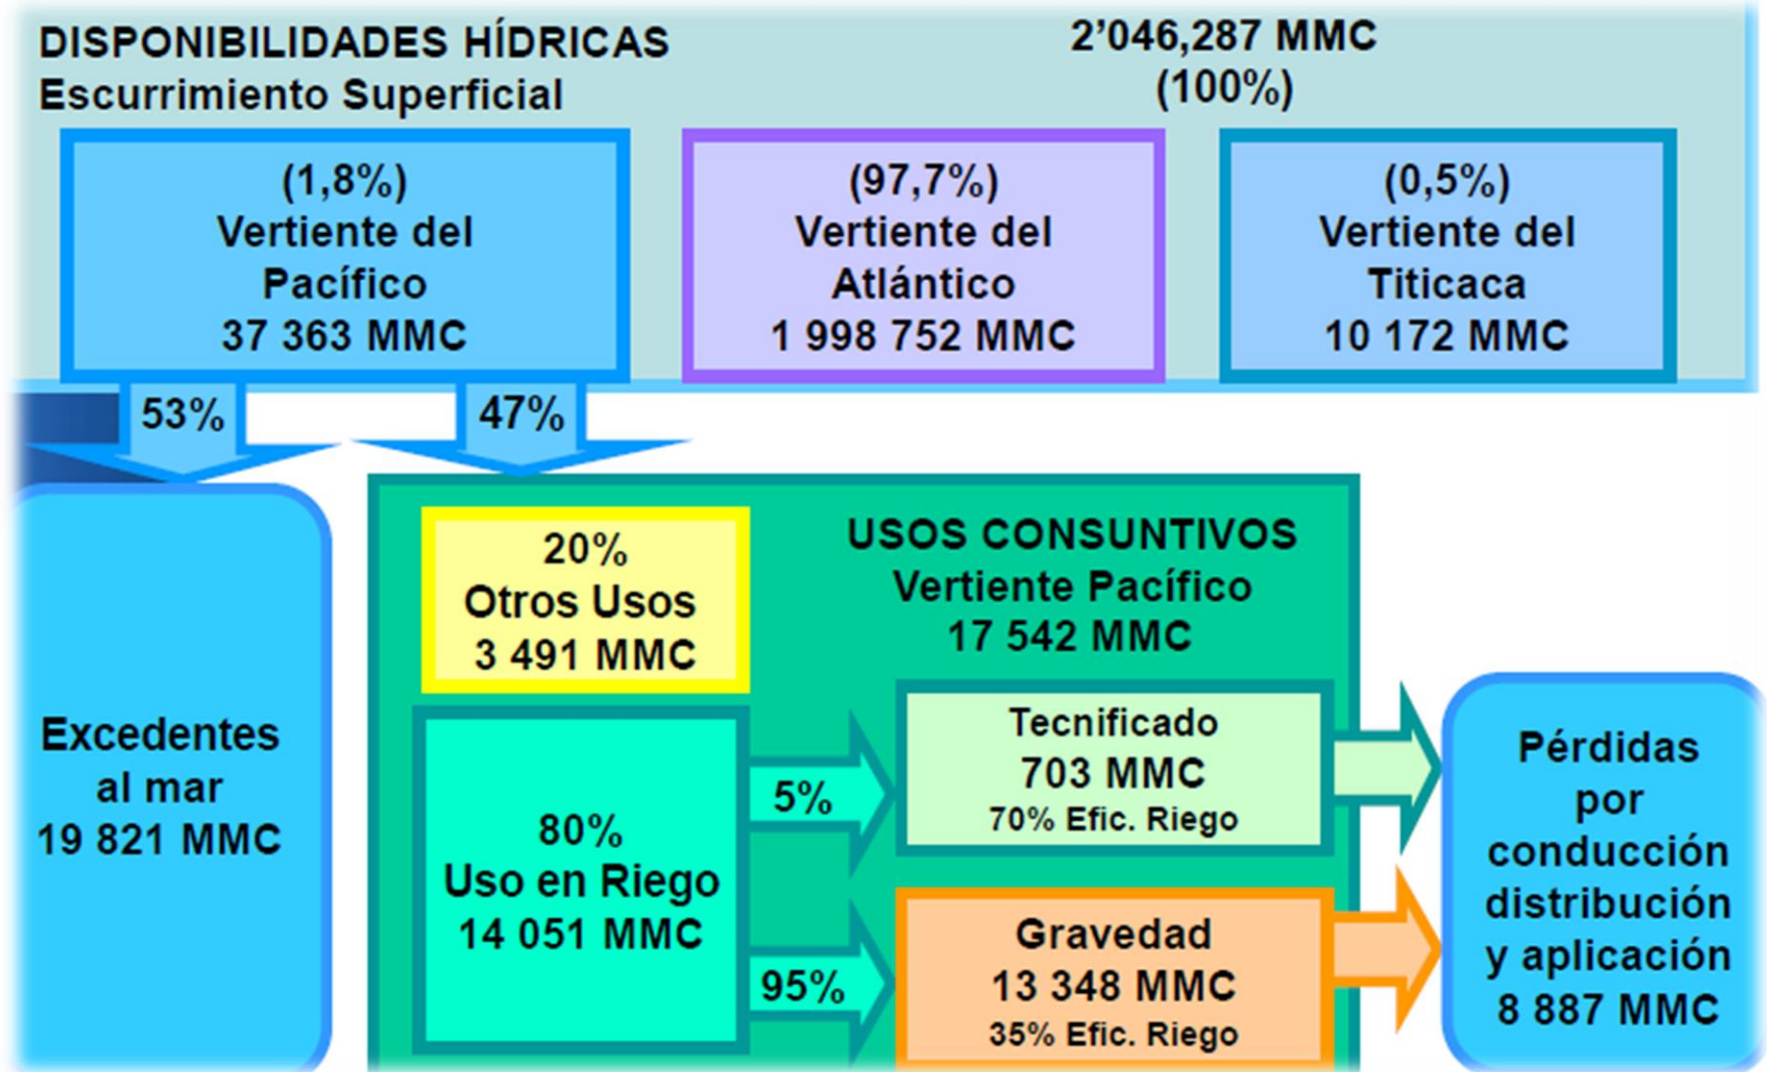 DISPONIBILIDADES HÍDRICAS
Escurrimiento Superficial
2’046,287 MMC
(100%)
(1,8%)
Vertiente del
Pacífico
37 363 MMC
(97,7%)
Vertiente del
Atlántico
1 998 752 MMC
(0,5%)
Vertiente del
Titicaca
10 172 MMC
53%
47%
Excedentes
al mar
19 821 MMC
20%
Otros Usos
3 491 MMC
USOS CONSUNTIVOS
Vertiente Pacífico
17 542 MMC
80%
Uso en Riego
14 051 MMC
5%
95%
Tecnificado
703 MMC
70% Efic. Riego
Gravedad
13 348 MMC
35% Efic. Riego
Pérdidas
por
conducción
distribución
y aplicación
8 887 MMC